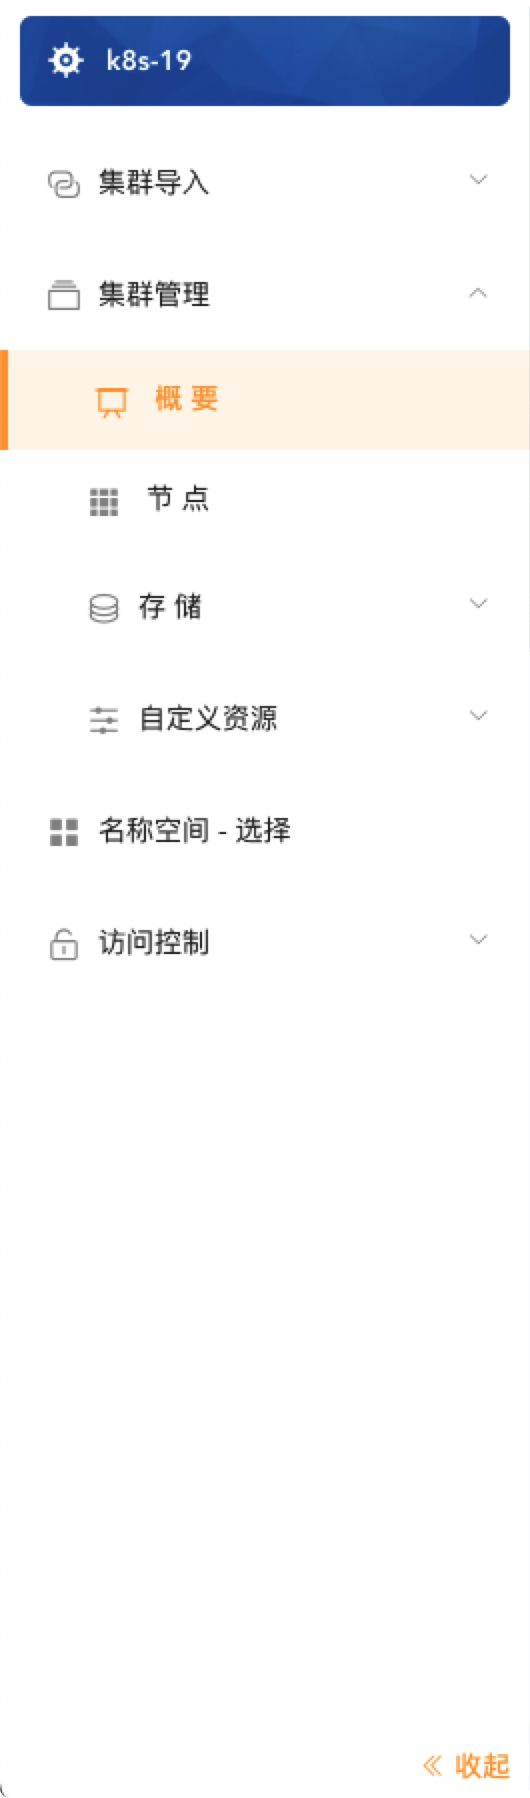 k8s-19
集群导入
集群管理
概 要
节 点
存 储
自定义资源
名称空间 - 选择
访问控制
收起